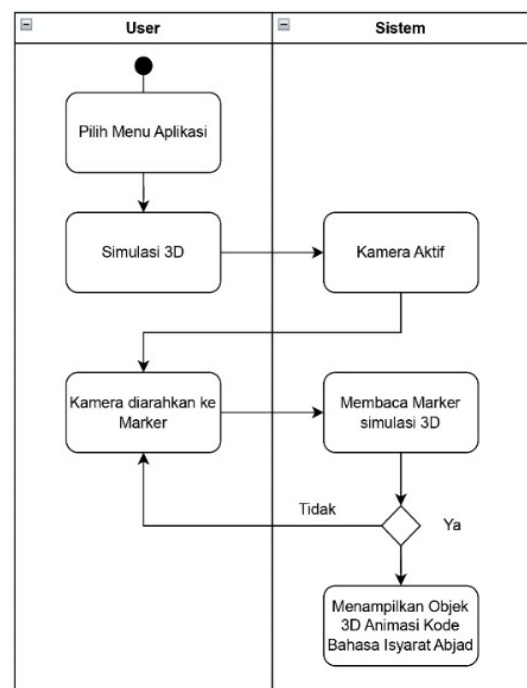 User
Sistem
Pilih Menu Aplikasi
Simulasi 3D
Kamera Aktif
Kamera diarahkan ke
Marker
Membaca Marker
simulasi 3D
Tidak
Ya
Menampilkan Objek
3D Animasi Kode
Bahasa Isyarat Abjad